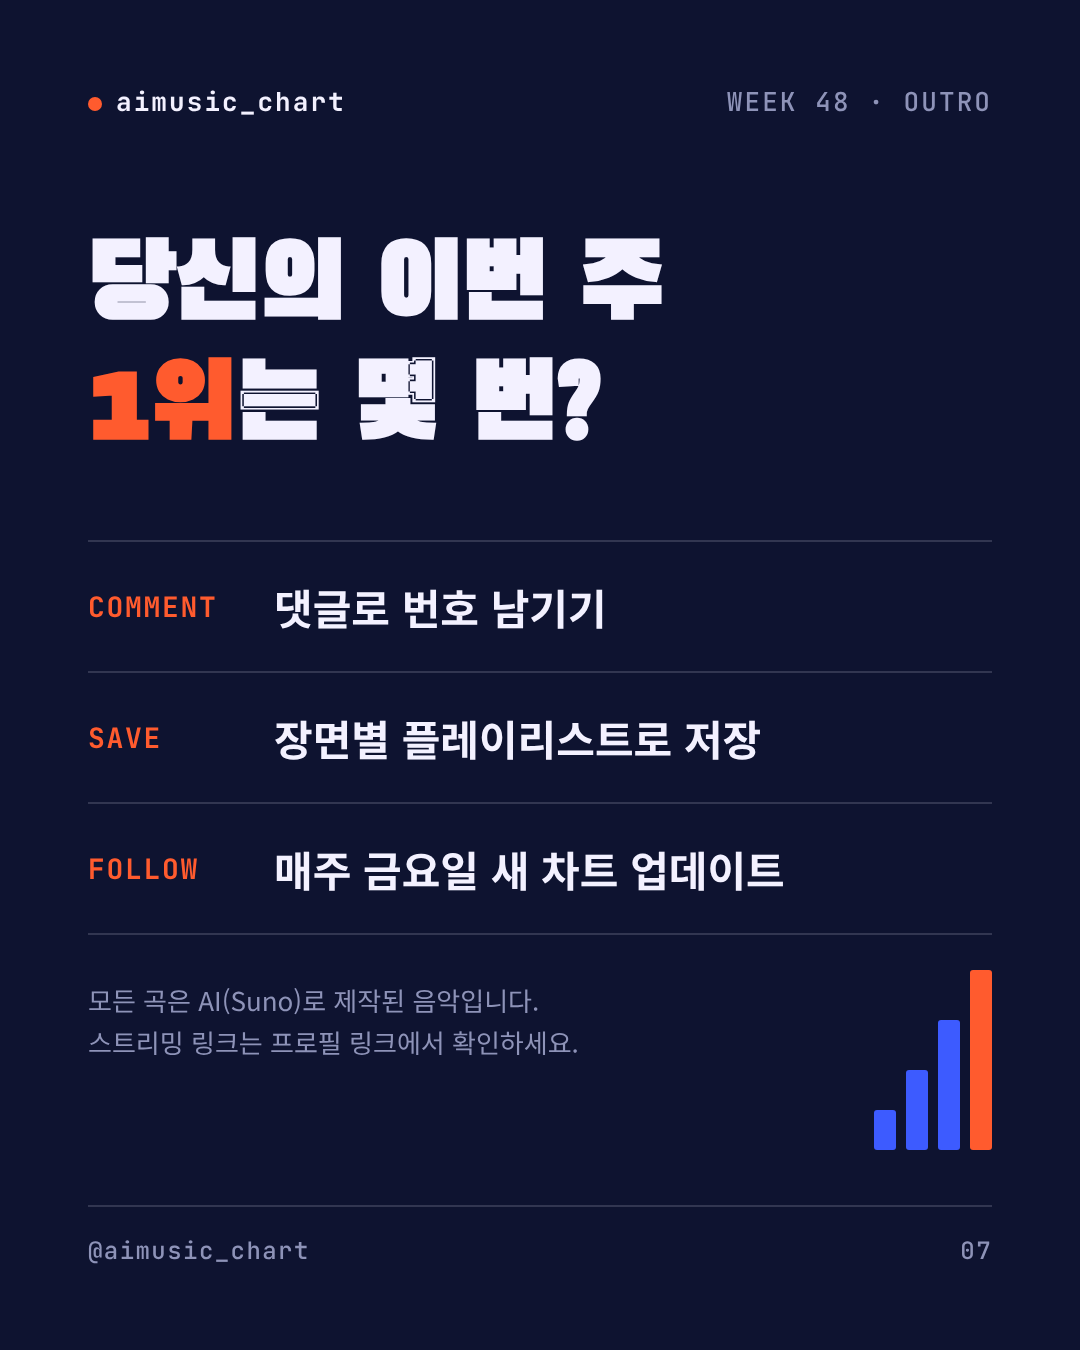 aimusic_chart
WEEK 48 · OUTRO
당신의 이번 주
1위는 몇 번?
COMMENT 댓글로 번호 남기기
SAVE 장면별 플레이리스트로 저장
FOLLOW 매주 금요일 새 차트 업데이트
모든 곡은 AI(Suno)로 제작된 음악입니다.
스트리밍 링크는 프로필 링크에서 확인하세요.
@aimusic_chart
07